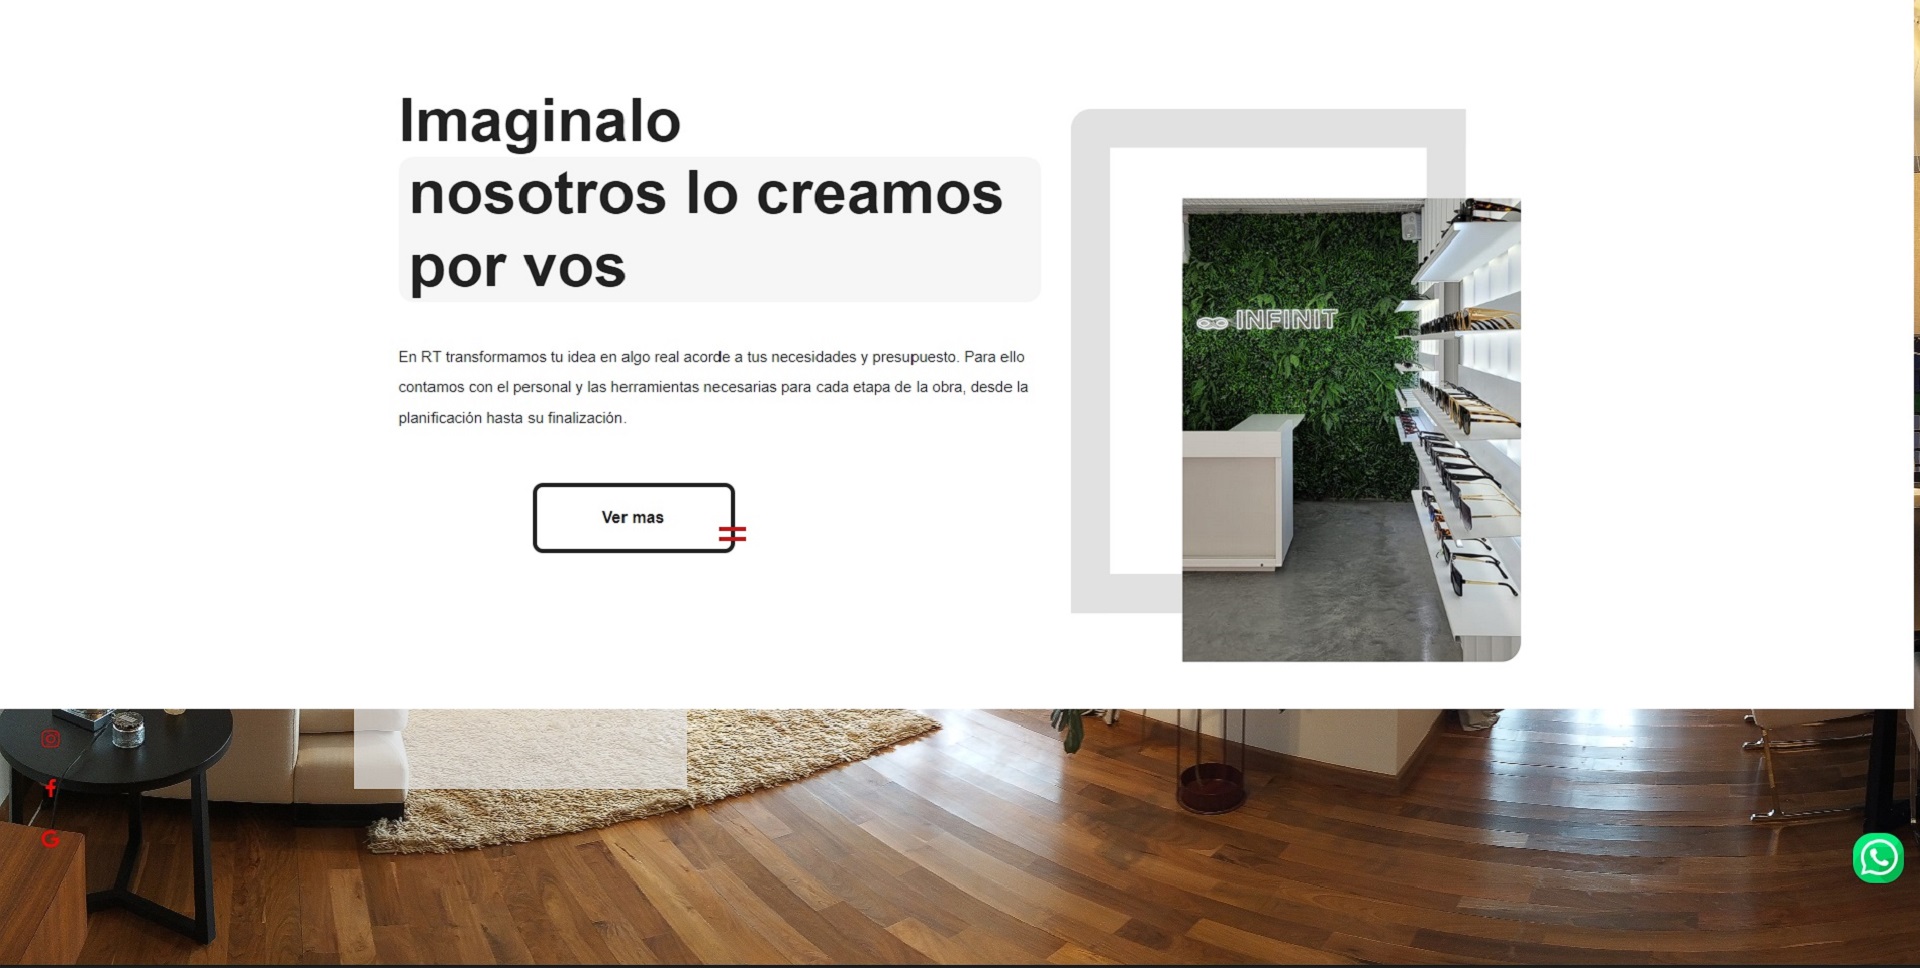 Imaginalo
nosotros lo creamos
por vos
En RT transformamos tu idea en algo real acorde a tus necesidades y presupuesto. Para ello
contamos con el personal y las herramientas necesarias para cada etapa de la obra, desde la
planificación hasta su finalización.
Ver mas
INFINIT